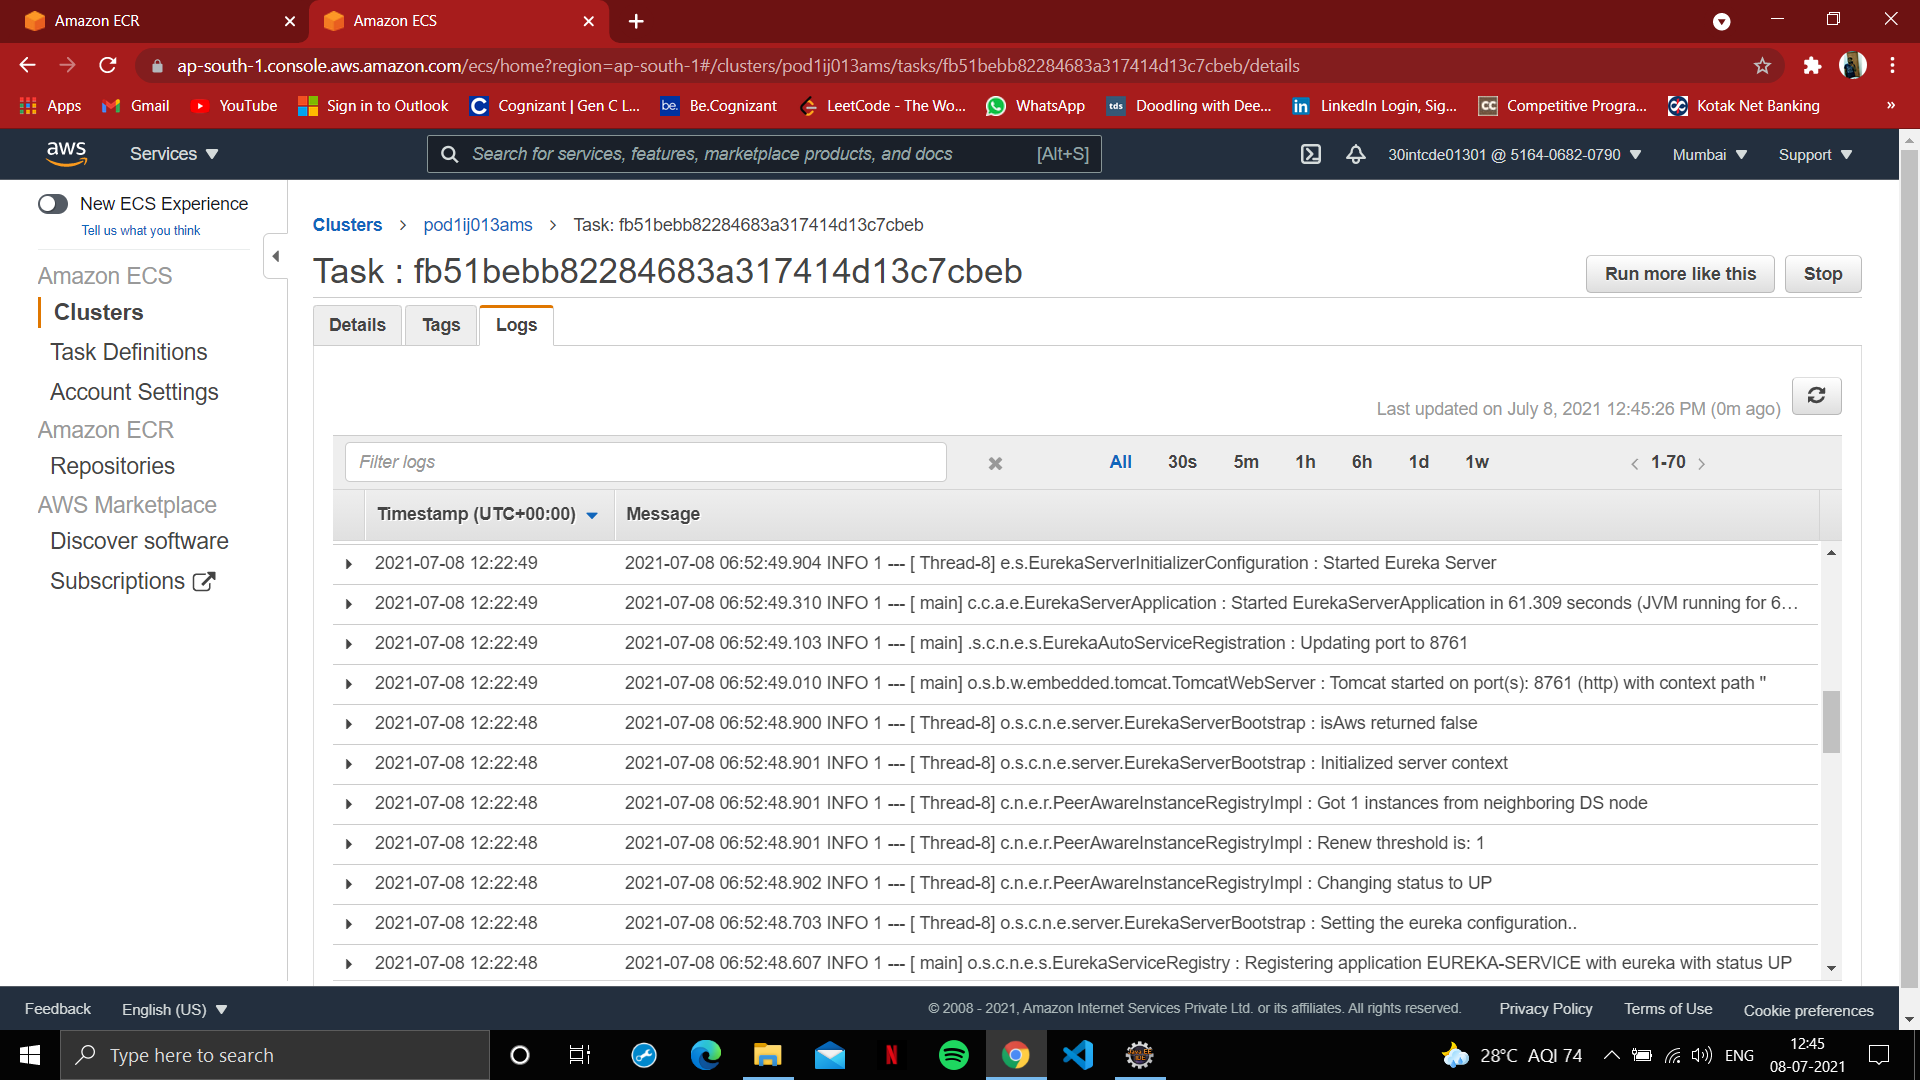 Amazon ECR
Amazon ECS
ap-south-1.console.aws.amazon.com/ecs/home?region=ap-south-1#/clusters/pod1ij013ams/tasks/fb51bebb82284683a317414d13c7cbeb/details
Apps Gmail YouTube Sign in to Outlook Cognizant | Gen C L... be. Be.Cognizant LeetCode - The Wo... WhatsApp tds Doodling with Dee... in LinkedIn Login, Sig... CC Competitive Progra... Kotak Net Banking »
aws Services Search for services, features, marketplace products, and docs [Alt+S] 30intcde01301 @ 5164-0682-0790 Mumbai Support
New ECS Experience
Tell us what you think
Amazon ECS
Clusters
Task Definitions
Account Settings
Amazon ECR
Repositories
AWS Marketplace
Discover software
Subscriptions
Clusters > pod1ij013ams > Task: fb51bebb82284683a317414d13c7cbeb
Task : fb51bebb82284683a317414d13c7cbeb
Run more like this Stop
Details Tags Logs
Last updated on July 8, 2021 12:45:26 PM (0m ago)
Filter logs All 30s 5m 1h 6h 1d 1w < 1-70 >
Timestamp (UTC+00:00) Message
2021-07-08 12:22:49 2021-07-08 06:52:49.904 INFO 1 --- [ Thread-8] e.s.EurekaServerInitializerConfiguration : Started Eureka Server
2021-07-08 12:22:49 2021-07-08 06:52:49.310 INFO 1 --- [ main] c.c.a.e.EurekaServerApplication : Started EurekaServerApplication in 61.309 seconds (JVM running for 6...
2021-07-08 12:22:49 2021-07-08 06:52:49.103 INFO 1 --- [ main] .s.c.n.e.s.EurekaAutoServiceRegistration : Updating port to 8761
2021-07-08 12:22:49 2021-07-08 06:52:49.010 INFO 1 --- [ main] o.s.b.w.embedded.tomcat.TomcatWebServer : Tomcat started on port(s): 8761 (http) with context path ''
2021-07-08 12:22:48 2021-07-08 06:52:48.900 INFO 1 --- [ Thread-8] o.s.c.n.e.server.EurekaServerBootstrap : isAws returned false
2021-07-08 12:22:48 2021-07-08 06:52:48.901 INFO 1 --- [ Thread-8] o.s.c.n.e.server.EurekaServerBootstrap : Initialized server context
2021-07-08 12:22:48 2021-07-08 06:52:48.901 INFO 1 --- [ Thread-8] c.n.e.r.PeerAwareInstanceRegistryImpl : Got 1 instances from neighboring DS node
2021-07-08 12:22:48 2021-07-08 06:52:48.901 INFO 1 --- [ Thread-8] c.n.e.r.PeerAwareInstanceRegistryImpl : Renew threshold is: 1
2021-07-08 12:22:48 2021-07-08 06:52:48.902 INFO 1 --- [ Thread-8] c.n.e.r.PeerAwareInstanceRegistryImpl : Changing status to UP
2021-07-08 12:22:48 2021-07-08 06:52:48.703 INFO 1 --- [ Thread-8] o.s.c.n.e.server.EurekaServerBootstrap : Setting the eureka configuration..
2021-07-08 12:22:48 2021-07-08 06:52:48.607 INFO 1 --- [ main] o.s.c.n.e.s.EurekaServiceRegistry : Registering application EUREKA-SERVICE with eureka with status UP
Feedback English (US) © 2008 - 2021, Amazon Internet Services Private Ltd. or its affiliates. All rights reserved. Privacy Policy Terms of Use Cookie preferences
Type here to search N 28°C AQI 74 ENG 12:45
08-07-2021